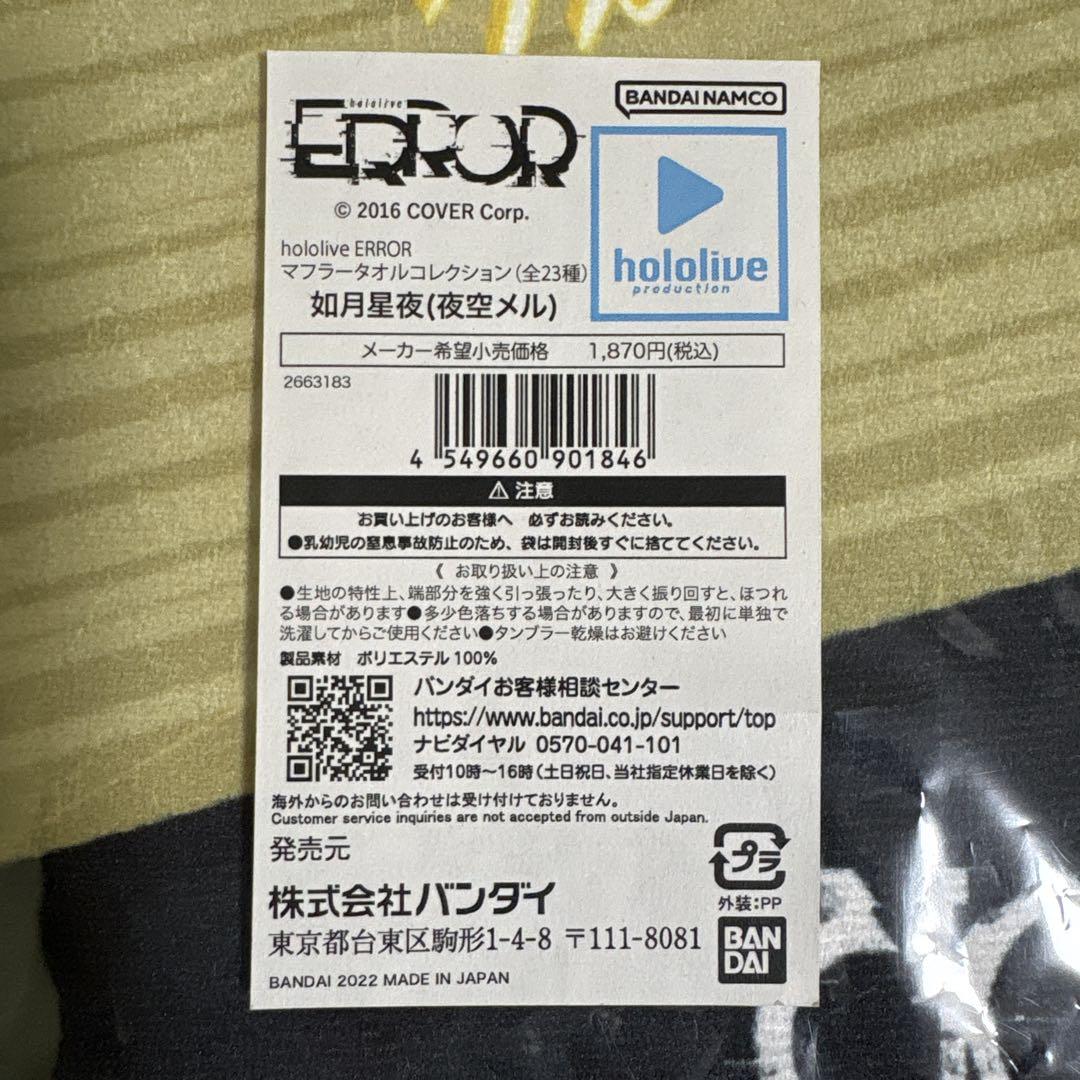 hololive
ERROR
BANDAI NAMCO
© 2016 COVER Corp.
hololive
production
hololive ERROR
マフラータオルコレクション(全23種)
如月星夜(夜空メル)
メーカー希望小売価格 1,870円(税込)
2663183
4 549660 901846
⚠ 注意
お買い上げのお客様へ 必ずお読みください。
●乳幼児の窒息事故防止のため、袋は開封後すぐに捨ててください。
《 お取り扱い上の注意 》
●生地の特性上、端部分を強く引っ張ったり、大きく振り回すと、ほつれ
る場合があります●多少色落ちする場合がありますので、最初に単独で
洗濯してからご使用ください●タンブラー乾燥はお避けください
製品素材 ポリエステル 100%
バンダイお客様相談センター
https://www.bandai.co.jp/support/top
ナビダイヤル 0570-041-101
受付10時〜16時(土日祝日、当社指定休業日を除く)
海外からのお問い合わせは受け付けておりません。
Customer service inquiries are not accepted from outside Japan.
発売元
プラ
外装:PP
株式会社バンダイ
東京都台東区駒形1-4-8 〒111-8081
BAN
DAI
BANDAI 2022 MADE IN JAPAN